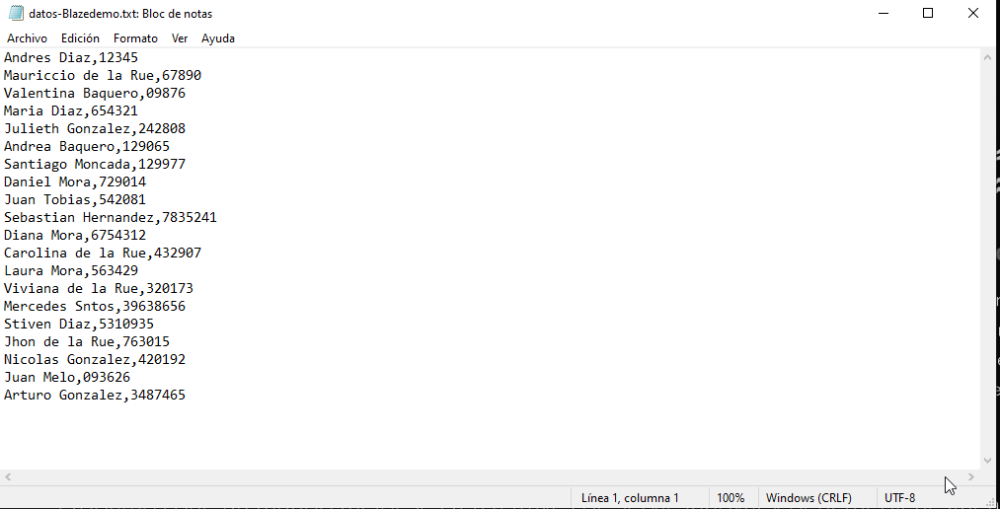 datos-Blazedemo.txt: Bloc de notas
Archivo Edición Formato Ver Ayuda
Andres Diaz,12345
Mauriccio de la Rue,67890
Valentina Baquero,09876
Maria Diaz,654321
Julieth Gonzalez,242808
Andrea Baquero,129065
Santiago Moncada,129977
Daniel Mora,729014
Juan Tobias,542081
Sebastian Hernandez,7835241
Diana Mora,6754312
Carolina de la Rue,432907
Laura Mora,563429
Viviana de la Rue,320173
Mercedes Sntos,39638656
Stiven Diaz,5310935
Jhon de la Rue,763015
Nicolas Gonzalez,420192
Juan Melo,093626
Arturo Gonzalez,3487465
Línea 1, columna 1 100% Windows (CRLF) UTF-8